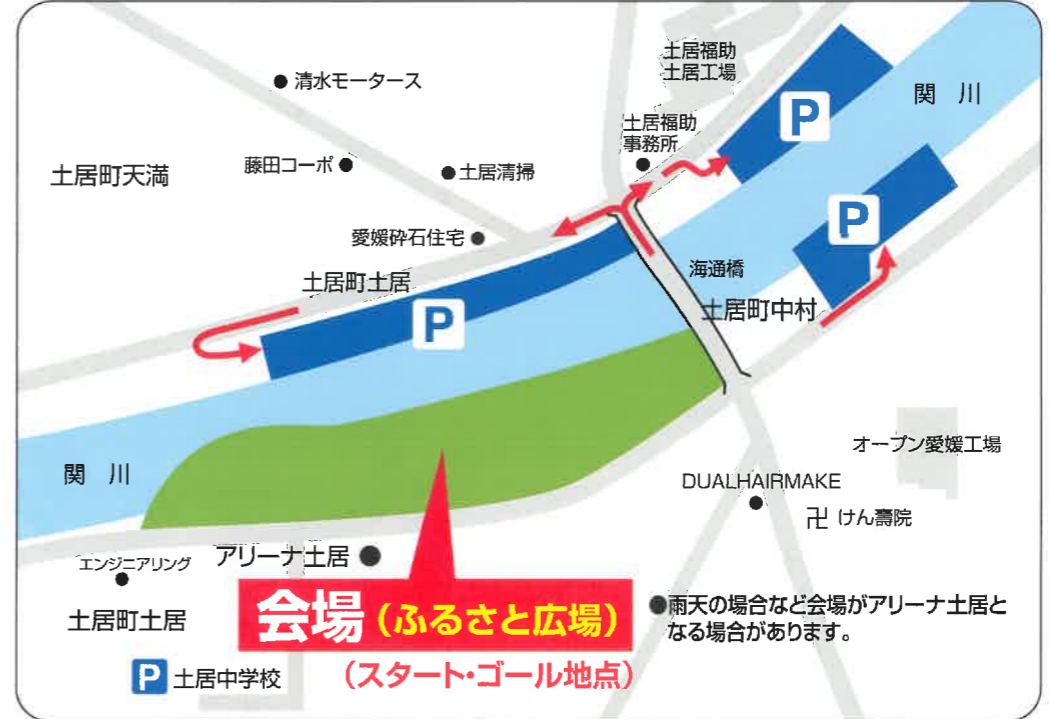 土居福助
土居工場
清水モータース
P
関 川
土居福助
事務所
藤田コーポ
土居清掃
土居町天満
P
愛媛砕石住宅
海通橋
土居町土居
土居町中村
P
オープン愛媛工場
関 川
DUALHAIRMAKE
卍 けん壽院
エンジニアリング
アリーナ土居
土居町土居
会場(ふるさと広場)
(スタート・ゴール地点)
●雨天の場合など会場がアリーナ土居と
なる場合があります。
P 土居中学校